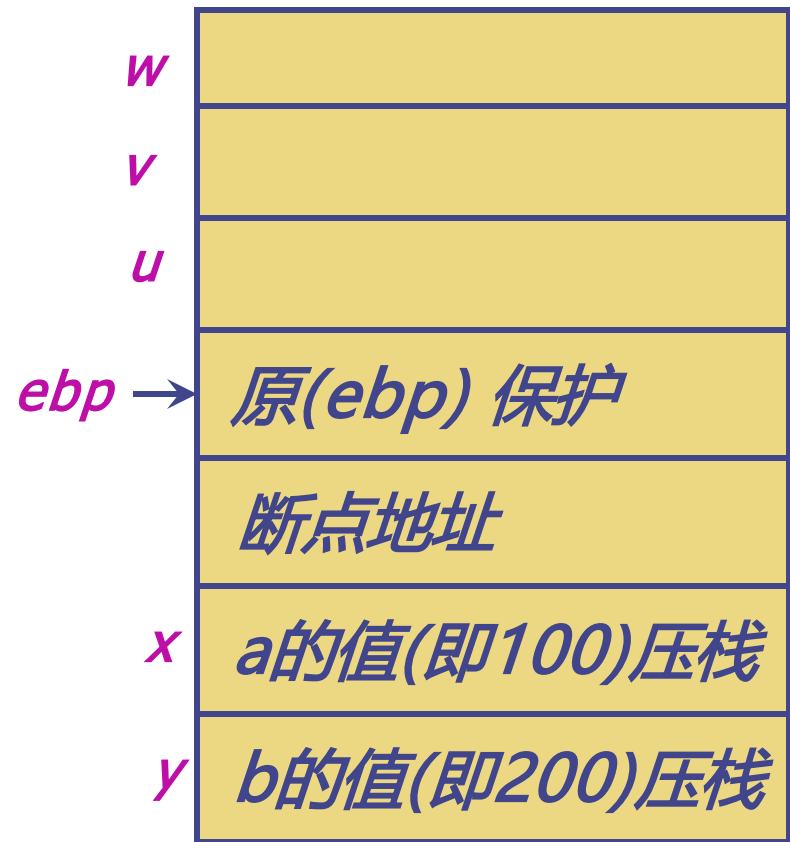 w
v
u
ebp 原(ebp) 保护
断点地址
x a的值(即100)压栈
y b的值(即200)压栈